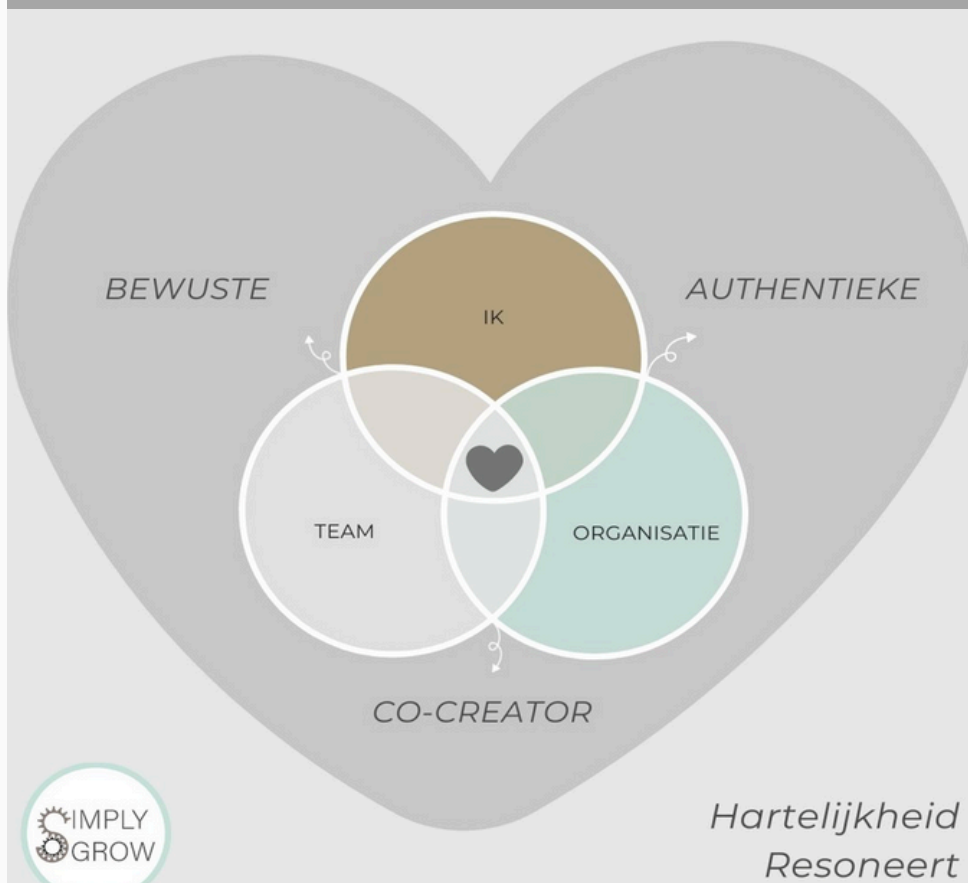 BEWUSTE
AUTHENTIEKE
IK
TEAM
ORGANISATIE
CO-CREATOR
SIMPLY
GROW
Hartelijkheid
Resoneert